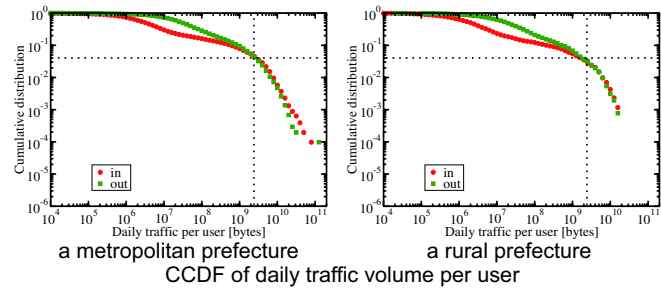 Cumulative distribution
10^0
10^-1
10^-2
10^-3
10^-4
10^-5
10^-6
in
out
10^4 10^5 10^6 10^7 10^8 10^9 10^10 10^11
Daily traffic per user [bytes]
a metropolitan prefecture
Cumulative distribution
10^0
10^-1
10^-2
10^-3
10^-4
10^-5
10^-6
in
out
10^4 10^5 10^6 10^7 10^8 10^9 10^10 10^11
Daily traffic per user [bytes]
a rural prefecture
CCDF of daily traffic volume per user